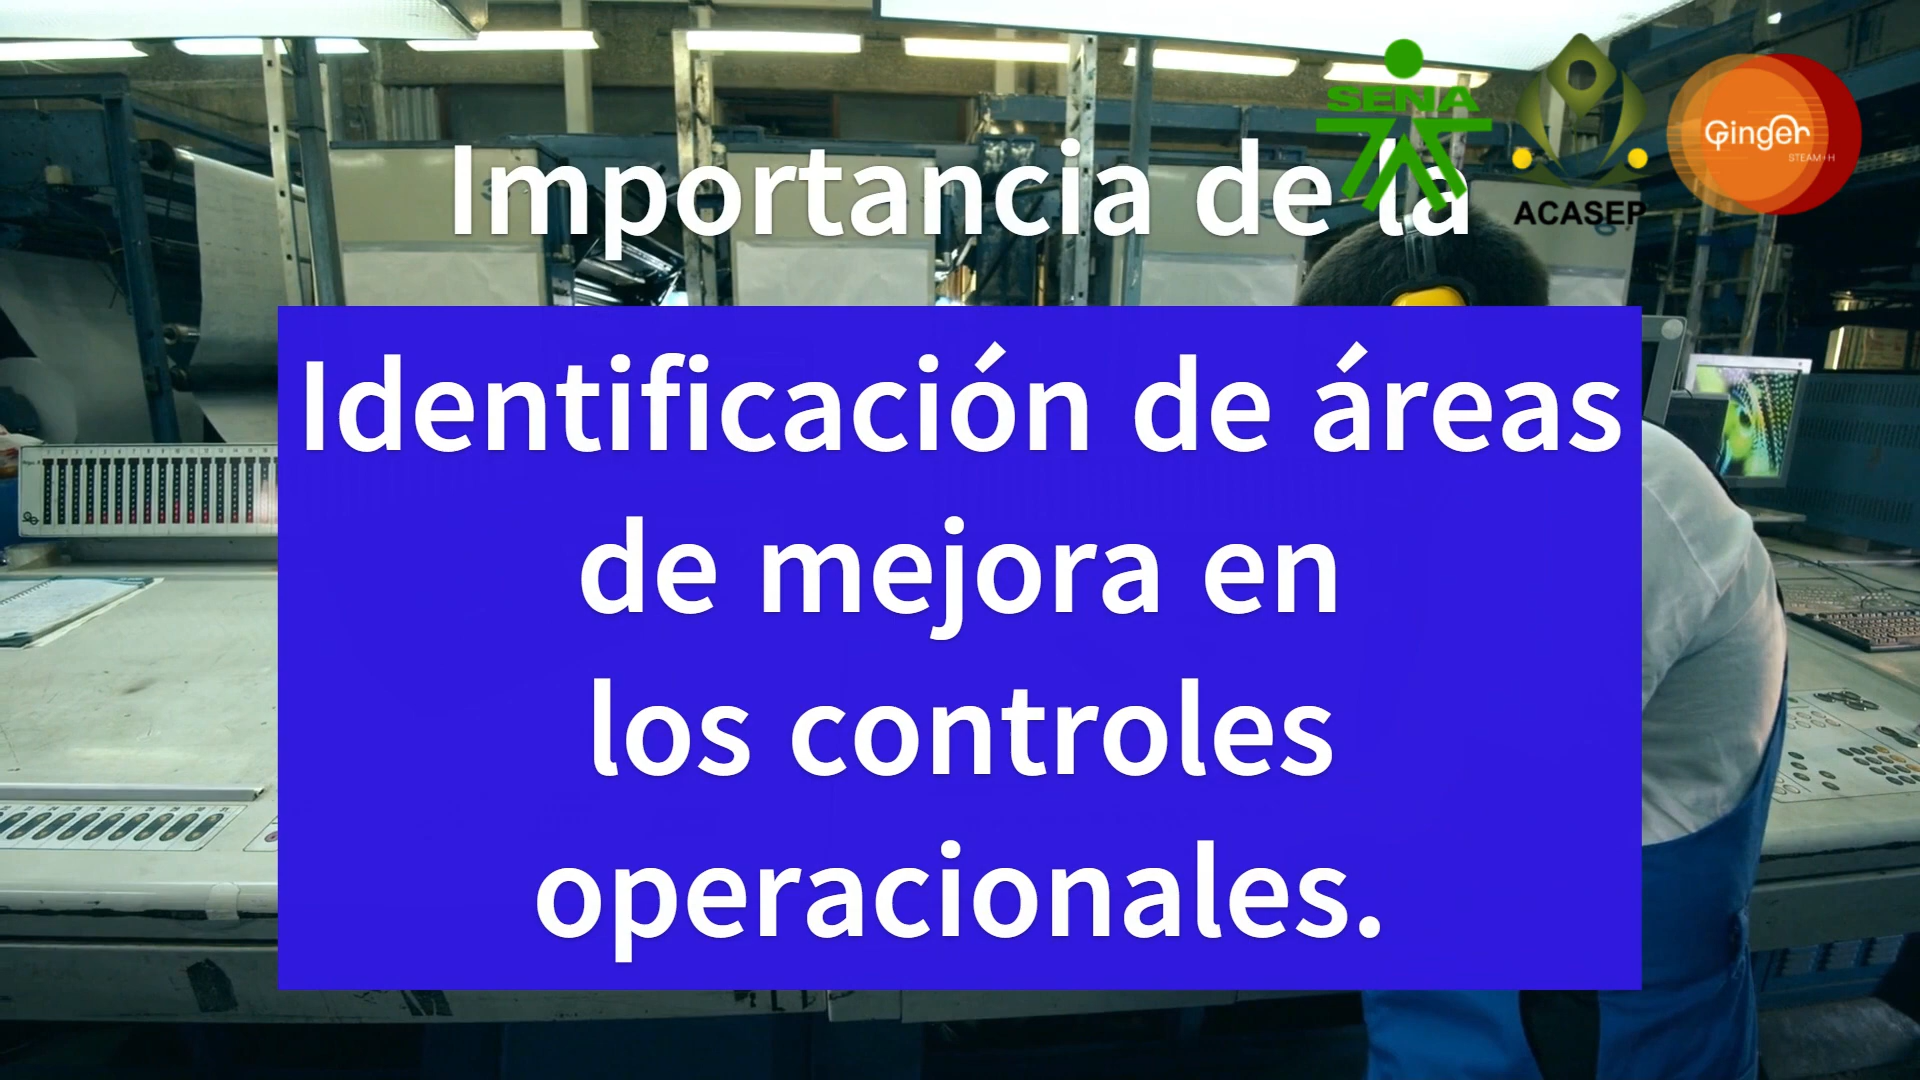 SENA
ACASEP
Ginger
STEAM+H
Importancia de la
Identificación de áreas
de mejora en
los controles
operacionales.